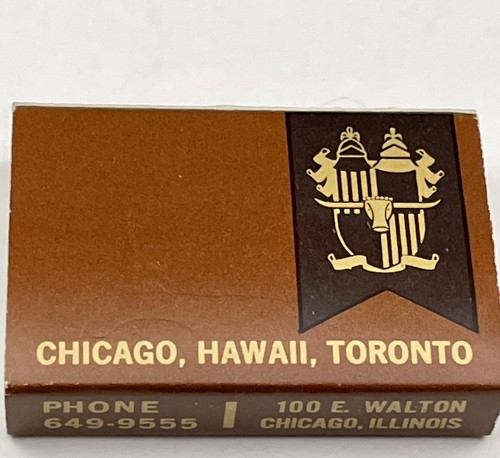 CHICAGO, HAWAII, TORONTO
PHONE
649-9555
100 E. WALTON
CHICAGO, ILLINOIS